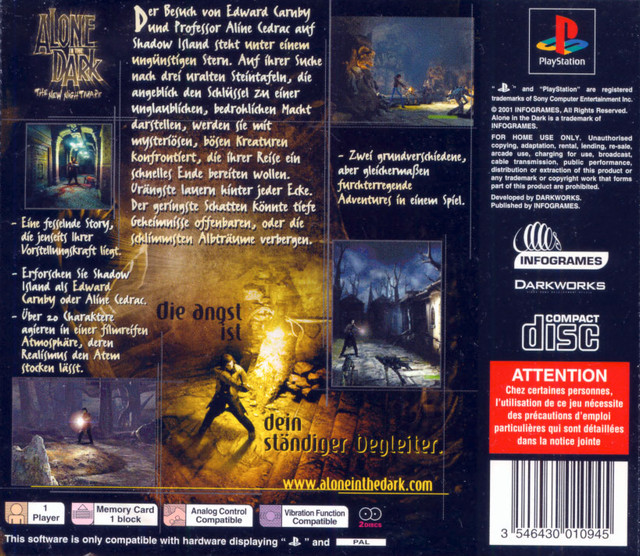 ALONE
IN THE
DARK
THE NEW NIGHTMARE
Der Besuch von Edward Carnby
und Professor Aline Cedrac auf
Shadow Island steht unter einem
ungünstigen Stern. Auf ihrer Suche
nach drei uralten Steintafeln, die
angeblich den Schlüssel zu einer
unglaublichen, bedrohlichen Macht
darstellen, werden sie mit
mysteriösen, bösen Kreaturen
konfrontiert, die ihrer Reise ein
schnelles Ende bereiten wollen.
Urängste lauern hinter jeder Ecke.
Der geringste Schatten könnte tiefe
Geheimnisse offenbaren, oder die
schlimmsten Albträume verbergen.
- Eine fesselnde Story,
die jenseits Ihrer
Vorstellungskraft liegt.
- Erforschen Sie Shadow
Island als Edward
Carnby oder Aline Cedrac.
- Über 20 Charaktere
agieren in einer filmreifen
Atmosphäre, deren
Realismus den Atem
stocken lässt.
- Zwei grundverschiedene,
aber gleichermaßen
furchterregende
Adventures in einem Spiel.
die angst
ist
dein
ständiger begleiter.
www.aloneinthedark.com
1
Player
Memory Card
1 block
Analog Control
Compatible
Vibration Function
Compatible
2 DISCS
This software is only compatible with hardware displaying " " and PAL
PlayStation
" " and "PlayStation" are registered
trademarks of Sony Computer Entertainment Inc.
© 2001 INFOGRAMES, All Rights Reserved.
Alone in the Dark is a trademark of
INFOGRAMES.
FOR HOME USE ONLY. Unauthorised
copying, adaptation, rental, lending, re-sale,
arcade use, charging for use, broadcast,
cable transmission, public performance,
distribution or extraction of this product or
any trademark or copyright work that forms
part of this product are prohibited.
Developed by DARKWORKS.
Published by INFOGRAMES.
INFOGRAMES
DARKWORKS
COMPACT
disc
ATTENTION
Chez certaines personnes,
l'utilisation de ce jeu nécessite
des précautions d'emploi
particulières qui sont détaillées
dans la notice jointe
3 546430 010945